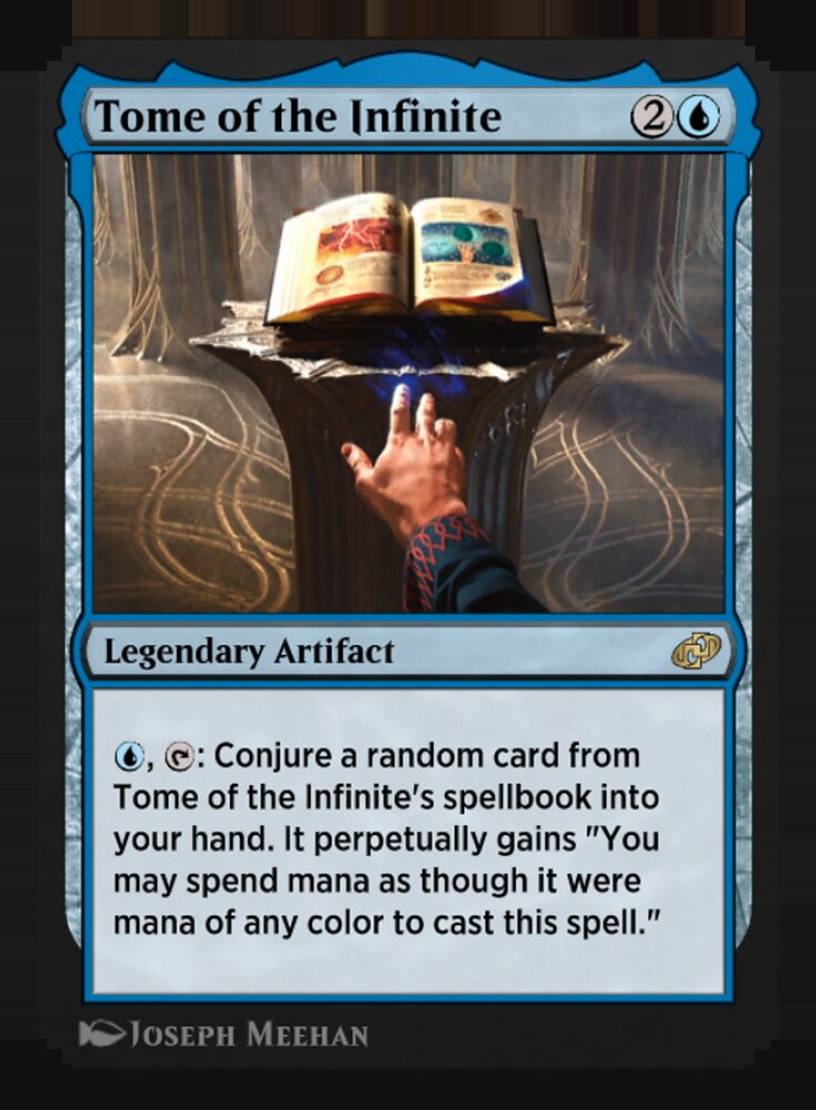 Tome of the Infinite 2
Legendary Artifact
, : Conjure a random card from
Tome of the Infinite's spellbook into
your hand. It perpetually gains "You
may spend mana as though it were
mana of any color to cast this spell."
Joseph Meehan